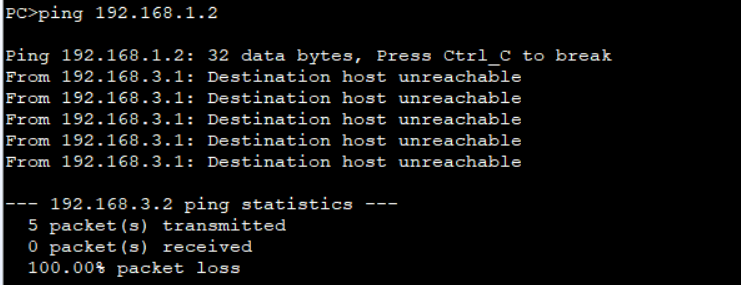 PC>ping 192.168.1.2
Ping 192.168.1.2: 32 data bytes, Press Ctrl_C to break
From 192.168.3.1: Destination host unreachable
From 192.168.3.1: Destination host unreachable
From 192.168.3.1: Destination host unreachable
From 192.168.3.1: Destination host unreachable
From 192.168.3.1: Destination host unreachable
--- 192.168.3.2 ping statistics ---
5 packet(s) transmitted
0 packet(s) received
100.00% packet loss